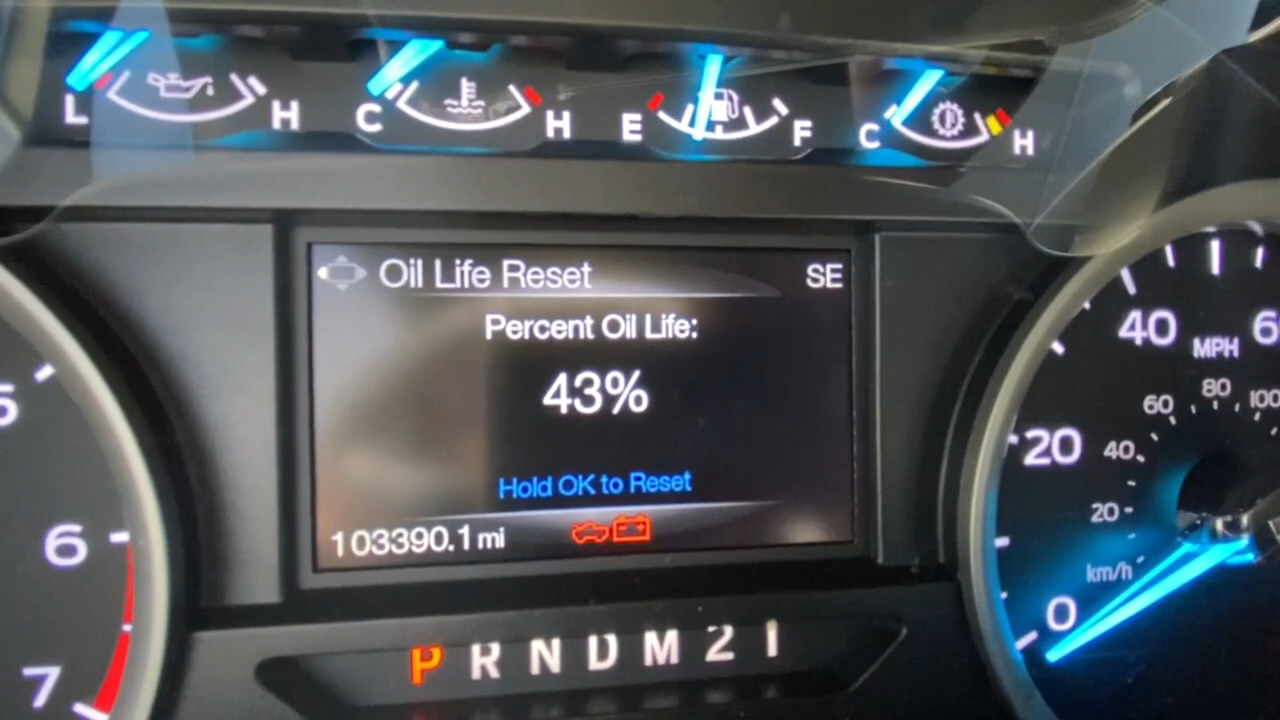 L H C H E F C H
Oil Life Reset SE
Percent Oil Life:
43%
Hold OK to Reset
103390.1 mi
P R N D M 2 1
5
6
7
40
MPH
80
60
100
20
40
20
km/h
0